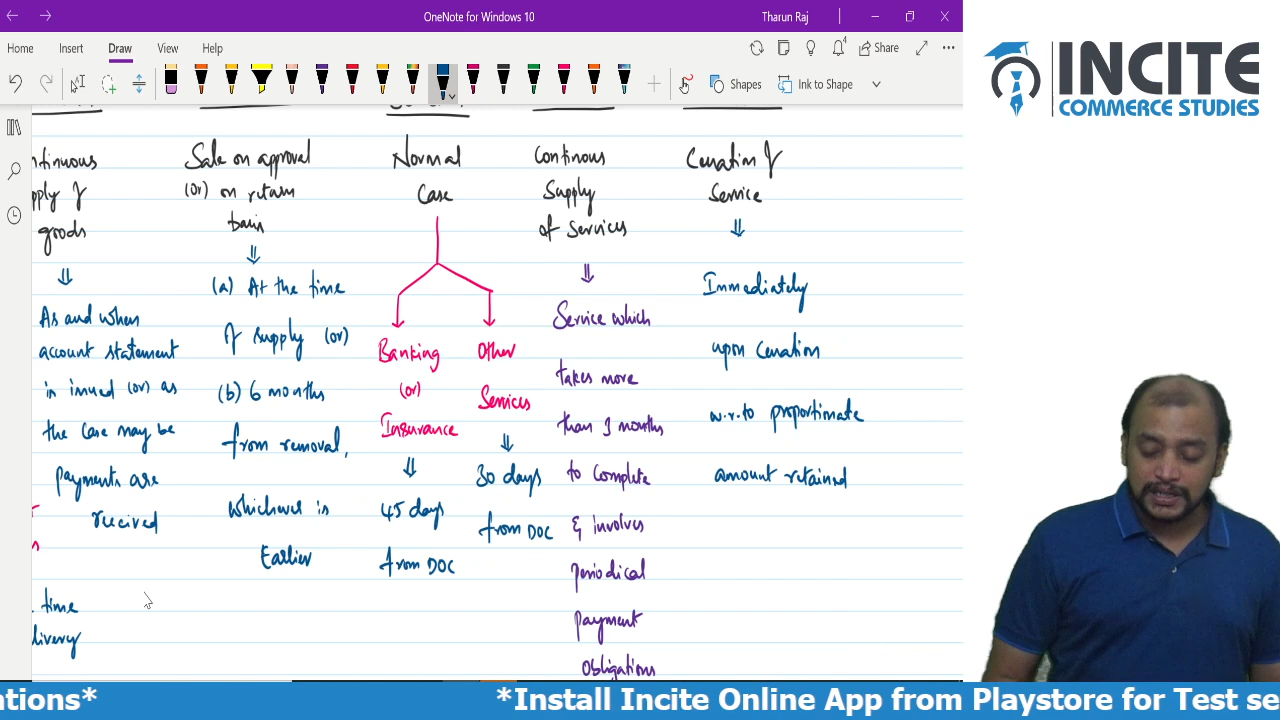 OneNote for Windows 10
Tharun Raj
Home Insert Draw View Help
4
Share
Shapes
Ink to Shape
INCITE
COMMERCE STUDIES
ntinuous
pply of
goods
⇓
As and when
account statement
is issued (or) as
the case may be
payments are
received
time
livery
Sale on approval
(or) on return
basis
⇓
(a) At the time
of supply (or)
(b) 6 months
from removal,
whichever is
Earlier
Normal
Case
Banking
(or)
Insurance
⇓
45 days
from DOC
Other
Services
⇓
30 days
from DOC
Continous
Supply
of Services
⇓
Service which
takes more
than 3 months
to complete
& involves
periodical
payment
obligations
Cessation of
Service
⇓
Immediately
upon Cessation
w.r.to proportionate
amount retained
ations* *Install Incite Online App from Playstore for Test se